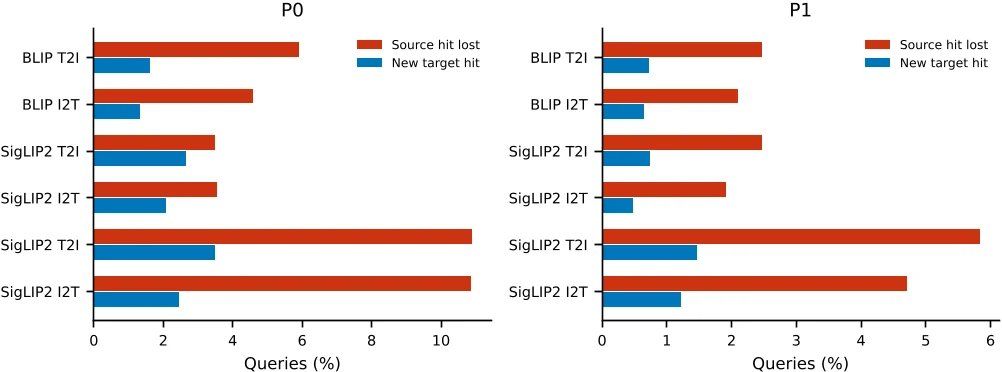 P0
Source hit lost
New target hit
BLIP T2I
BLIP I2T
SigLIP2 T2I
SigLIP2 I2T
SigLIP2 T2I
SigLIP2 I2T
0 2 4 6 8 10
Queries (%)
P1
Source hit lost
New target hit
BLIP T2I
BLIP I2T
SigLIP2 T2I
SigLIP2 I2T
SigLIP2 T2I
SigLIP2 I2T
0 1 2 3 4 5 6
Queries (%)